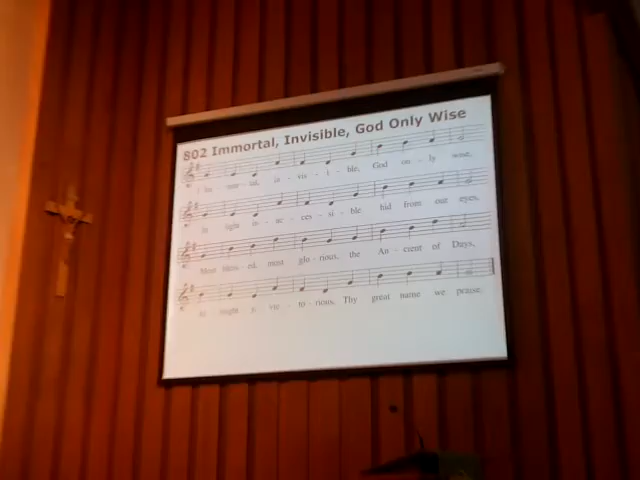 802 Immortal, Invisible, God Only Wise
Im - mor - tal, in - vis - i - ble, God on - ly wise,
In light in - ac - ces - si - ble hid from our eyes,
Most bless - ed, most glo - rious, the An - cient of Days,
Al - might - y, vic - to - rious, Thy great name we praise.